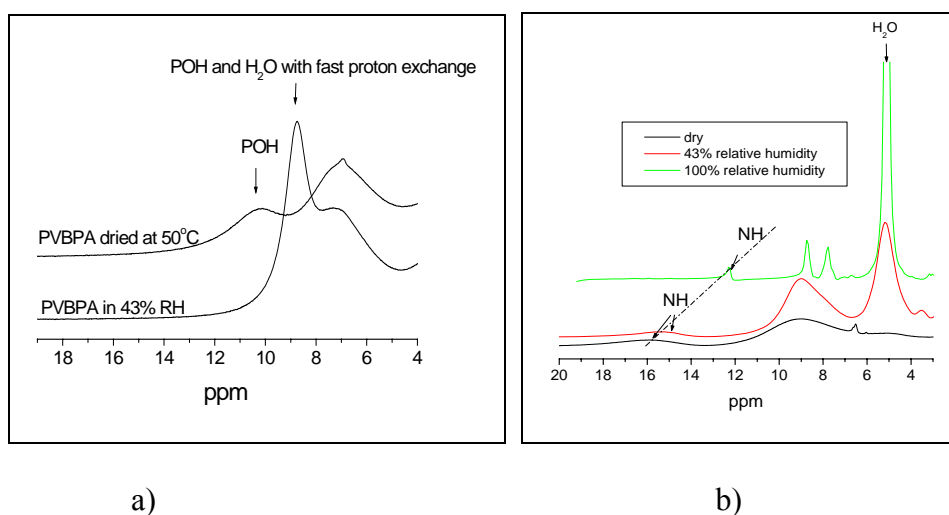 POH and H₂O with fast proton exchange
POH
PVBPA dried at 50°C
PVBPA in 43% RH
18 16 14 12 10 8 6 4
ppm
H₂O
dry
43% relative humidity
100% relative humidity
NH
NH
20 18 16 14 12 10 8 6 4
ppm
a) b)